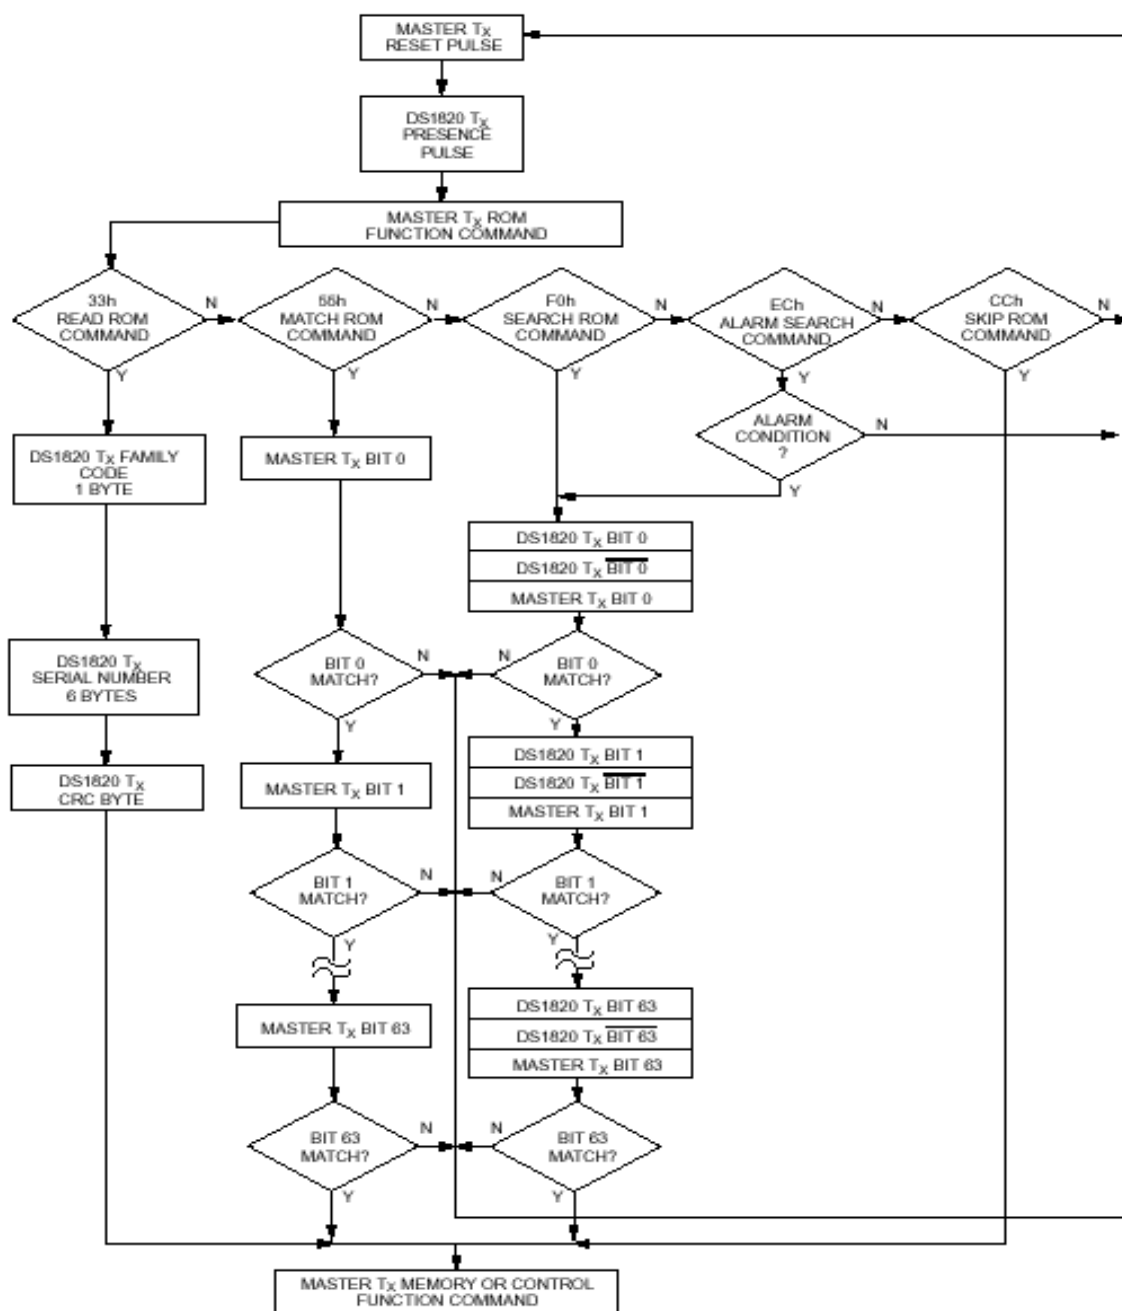 MASTER TX
RESET PULSE
DS1820 TX
PRESENCE
PULSE
MASTER TX ROM
FUNCTION COMMAND
33h
READ ROM
COMMAND
N
Y
55h
MATCH ROM
COMMAND
N
Y
F0h
SEARCH ROM
COMMAND
N
Y
ECh
ALARM SEARCH
COMMAND
N
Y
CCh
SKIP ROM
COMMAND
N
Y
ALARM
CONDITION
?
N
Y
DS1820 TX FAMILY
CODE
1 BYTE
MASTER TX BIT 0
DS1820 TX BIT 0
DS1820 TX BIT 0
MASTER TX BIT 0
DS1820 TX
SERIAL NUMBER
6 BYTES
BIT 0
MATCH?
N
Y
BIT 0
MATCH?
N
Y
DS1820 TX
CRC BYTE
MASTER TX BIT 1
DS1820 TX BIT 1
DS1820 TX BIT 1
MASTER TX BIT 1
BIT 1
MATCH?
N
Y
BIT 1
MATCH?
N
Y
MASTER TX BIT 63
DS1820 TX BIT 63
DS1820 TX BIT 63
MASTER TX BIT 63
BIT 63
MATCH?
N
Y
BIT 63
MATCH?
N
Y
MASTER TX MEMORY OR CONTROL
FUNCTION COMMAND